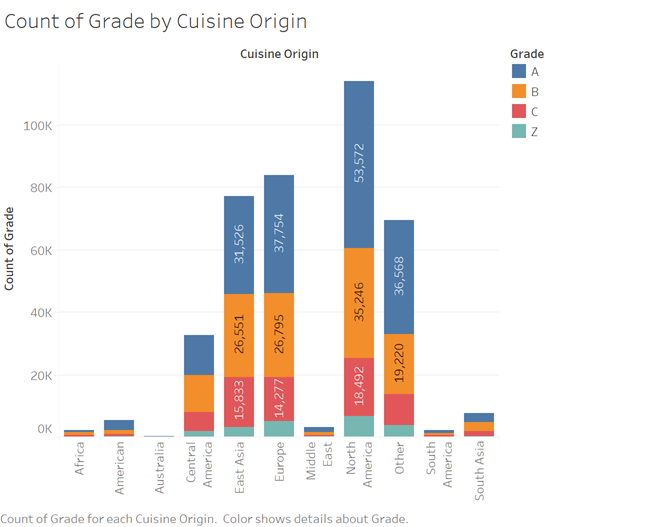 Count of Grade by Cuisine Origin
Cuisine Origin
Grade
A
B
C
Z
Count of Grade
100K
80K
60K
40K
20K
0K
31,526
26,551
15,833
37,754
26,795
14,277
53,572
35,246
18,492
36,568
19,220
Africa
American
Australia
Central
America
East Asia
Europe
Middle
East
North
America
Other
South
America
South Asia
Count of Grade for each Cuisine Origin.  Color shows details about Grade.